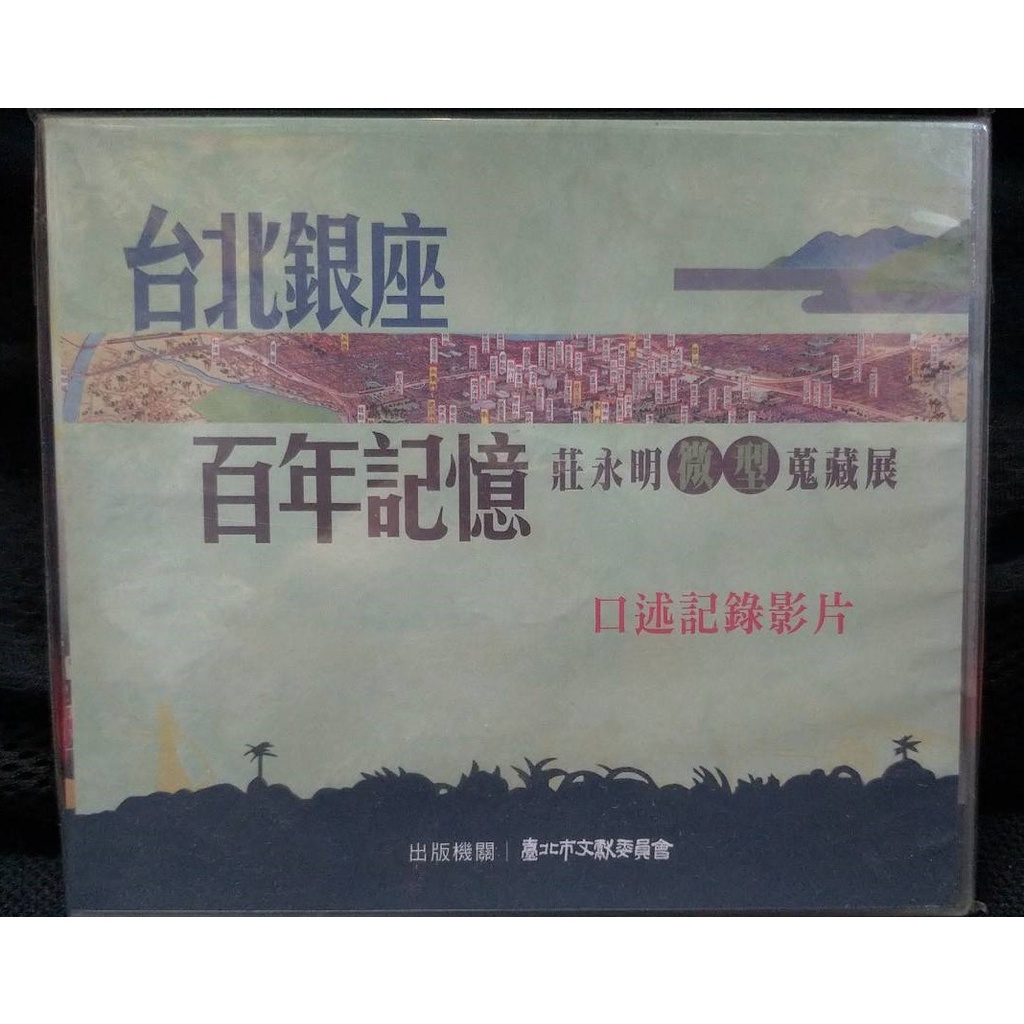 台北銀座
百年記憶 莊永明微型蒐藏展
口述記錄影片
出版機關｜臺北市文獻委員會